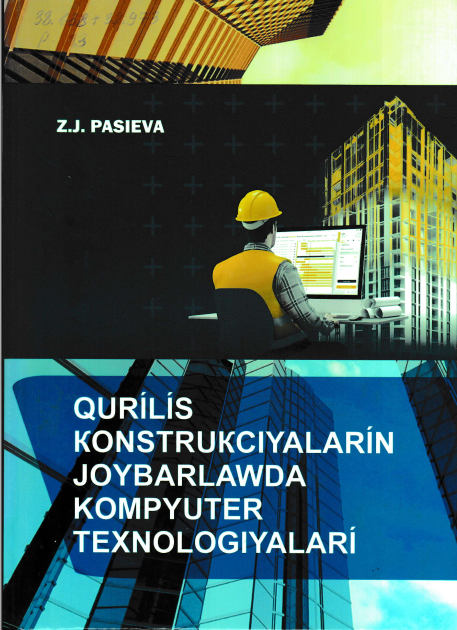 Z.J. PASIEVA
QURÍLÍS
KONSTRUKCIYALARÍN
JOYBARLAWDA
KOMPYUTER
TEXNOLOGIYALARÍ